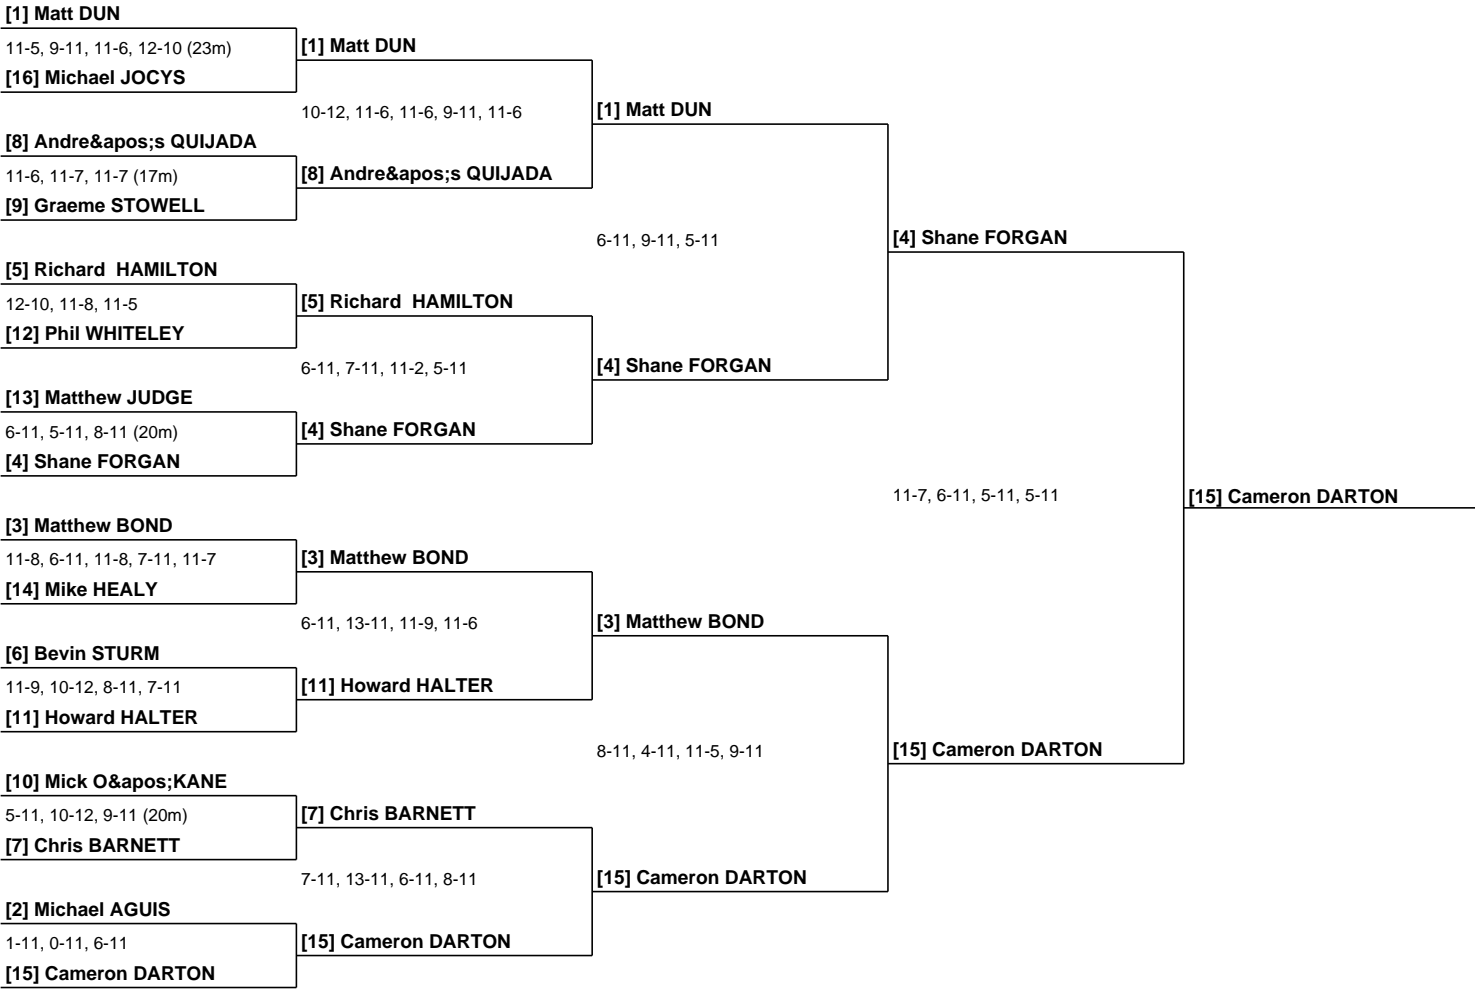 [1] Matt DUN
11-5, 9-11, 11-6, 12-10 (23m)
[16] Michael JOCYS
[8] Andre&apos;s QUIJADA
11-6, 11-7, 11-7 (17m)
[9] Graeme STOWELL
[5] Richard  HAMILTON
12-10, 11-8, 11-5
[12] Phil WHITELEY
[13] Matthew JUDGE
6-11, 5-11, 8-11 (20m)
[4] Shane FORGAN
[3] Matthew BOND
11-8, 6-11, 11-8, 7-11, 11-7
[14] Mike HEALY
[6] Bevin STURM
11-9, 10-12, 8-11, 7-11
[11] Howard HALTER
[10] Mick O&apos;KANE
5-11, 10-12, 9-11 (20m)
[7] Chris BARNETT
[2] Michael AGUIS
1-11, 0-11, 6-11
[15] Cameron DARTON
[1] Matt DUN
10-12, 11-6, 11-6, 9-11, 11-6
[8] Andre&apos;s QUIJADA
[5] Richard  HAMILTON
6-11, 7-11, 11-2, 5-11
[4] Shane FORGAN
[3] Matthew BOND
6-11, 13-11, 11-9, 11-6
[11] Howard HALTER
[7] Chris BARNETT
7-11, 13-11, 6-11, 8-11
[15] Cameron DARTON
[1] Matt DUN
6-11, 9-11, 5-11
[4] Shane FORGAN
[3] Matthew BOND
8-11, 4-11, 11-5, 9-11
[15] Cameron DARTON
[4] Shane FORGAN
11-7, 6-11, 5-11, 5-11
[15] Cameron DARTON
[15] Cameron DARTON